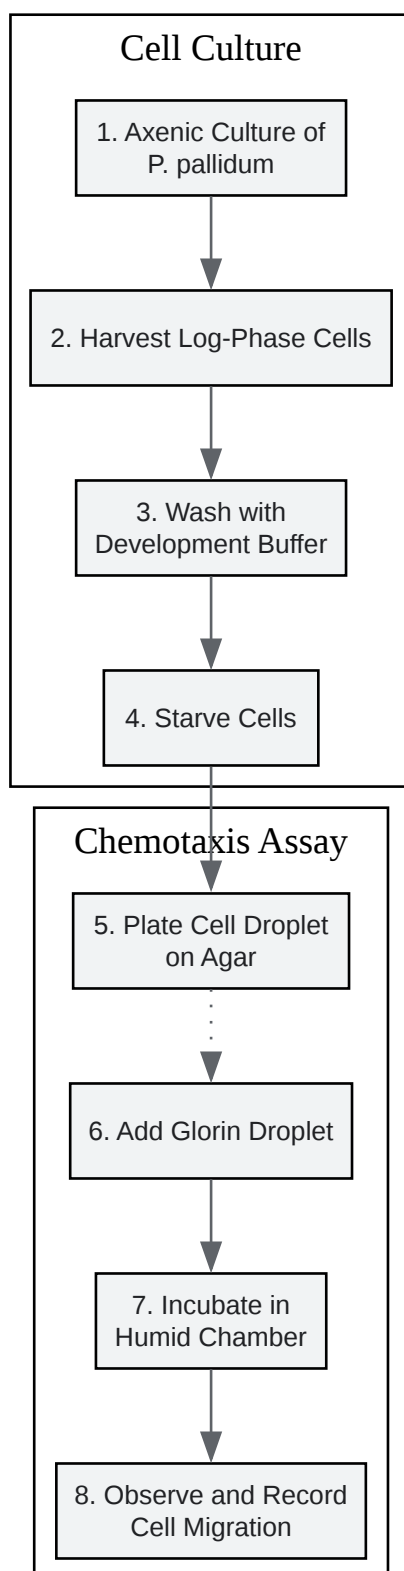 Cell Culture
1. Axenic Culture of
P. pallidum
2. Harvest Log-Phase Cells
3. Wash with
Development Buffer
4. Starve Cells
Chemotaxis Assay
5. Plate Cell Droplet
on Agar
6. Add Glorin Droplet
7. Incubate in
Humid Chamber
8. Observe and Record
Cell Migration